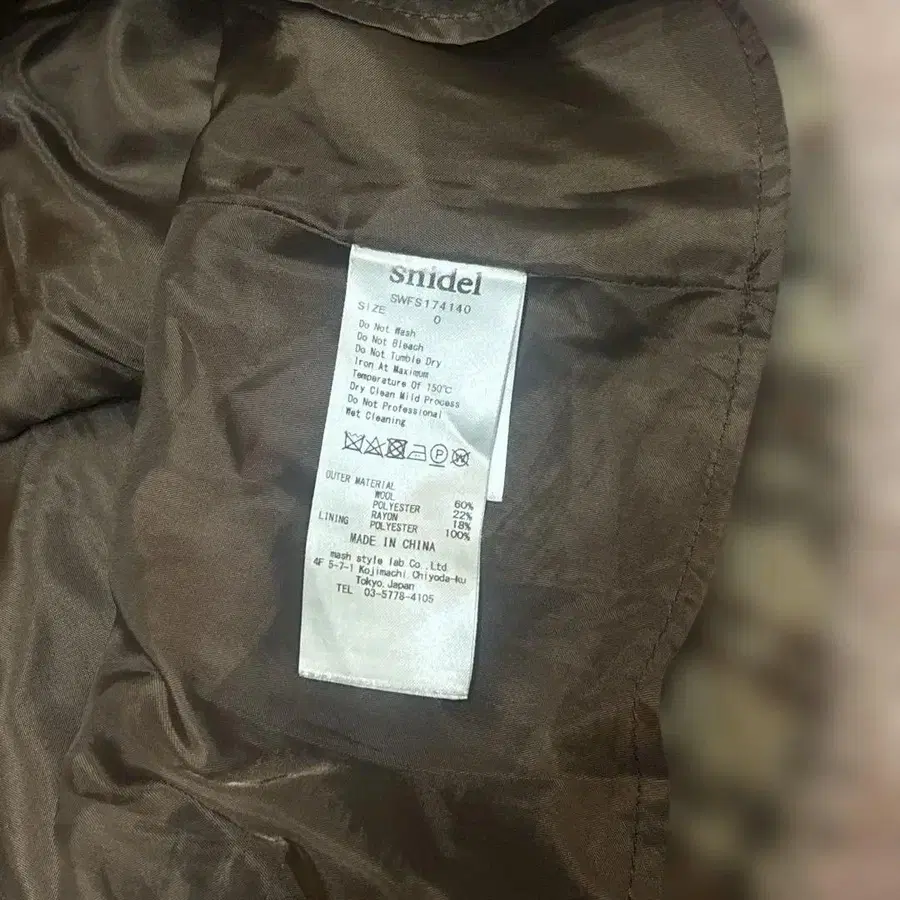 snidel
SWFS174140
SIZE 0
Do Not Wash
Do Not Bleach
Do Not Tumble Dry
Iron At Maximum
Temperature Of 150℃
Dry Clean Mild Process
Do Not Professional
Wet Cleaning
P W
OUTER MATERIAL
WOOL 60%
POLYESTER 22%
RAYON 18%
LINING POLYESTER 100%
MADE IN CHINA
mash style lab Co.,Ltd.
4F 5-7-1 Kojimachi Chiyoda-ku
Tokyo,Japan
TEL 03-5778-4105